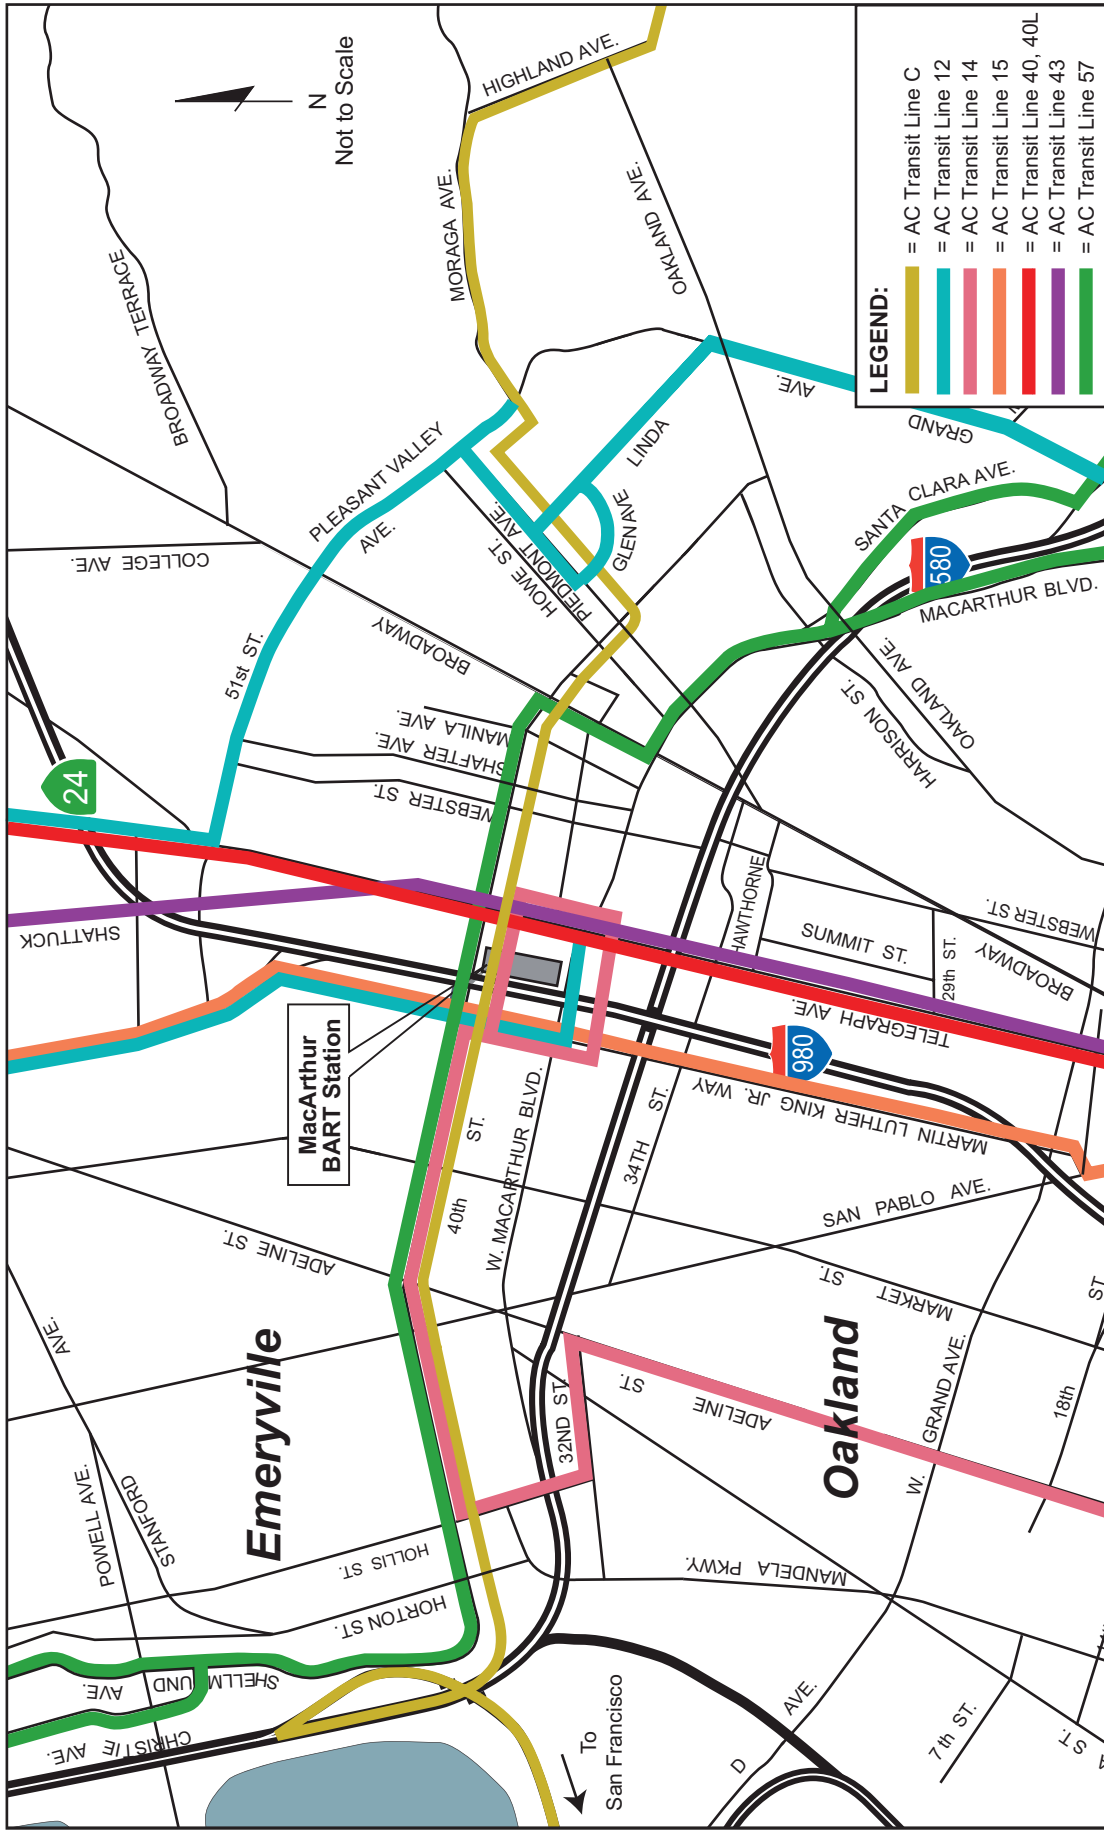 HIGHLAND AVE.
N
Not to Scale
MORAGA AVE.
OAKLAND AVE.
BROADWAY TERRACE
LEGEND:
= AC Transit Line C
= AC Transit Line 12
= AC Transit Line 14
= AC Transit Line 15
= AC Transit Line 40, 40L
= AC Transit Line 43
= AC Transit Line 57
COLLEGE AVE.
PLEASANT VALLEY
AVE.
LINDA
GLEN AVE
PIEDMONT AVE.
HOWE ST.
GRAND
AVE.
SANTA CLARA AVE.
580
MACARTHUR BLVD.
51st ST.
BROADWAY
MANILA AVE.
SHAFTER AVE.
WEBSTER ST.
HARRISON ST.
OAKLAND AVE.
24
SHATTUCK
HAWTHORNE
SUMMIT ST.
29th ST.
WEBSTER ST.
BROADWAY
TELEGRAPH AVE.
980
MARTIN LUTHER KING JR. WAY
MacArthur
BART Station
40th ST.
W. MACARTHUR BLVD.
34TH ST.
SAN PABLO AVE.
MARKET ST.
ADELINE ST.
Emeryville
Oakland
AVE.
STANFORD
POWELL AVE.
32ND ST.
ADELINE ST.
W. GRAND AVE.
18th ST.
HOLLIS ST.
HORTON ST.
MANDELA PKWY.
SHELLMOUND AVE.
CHRISTIE AVE.
To
San Francisco
D AVE.
7 th ST.
A ST.